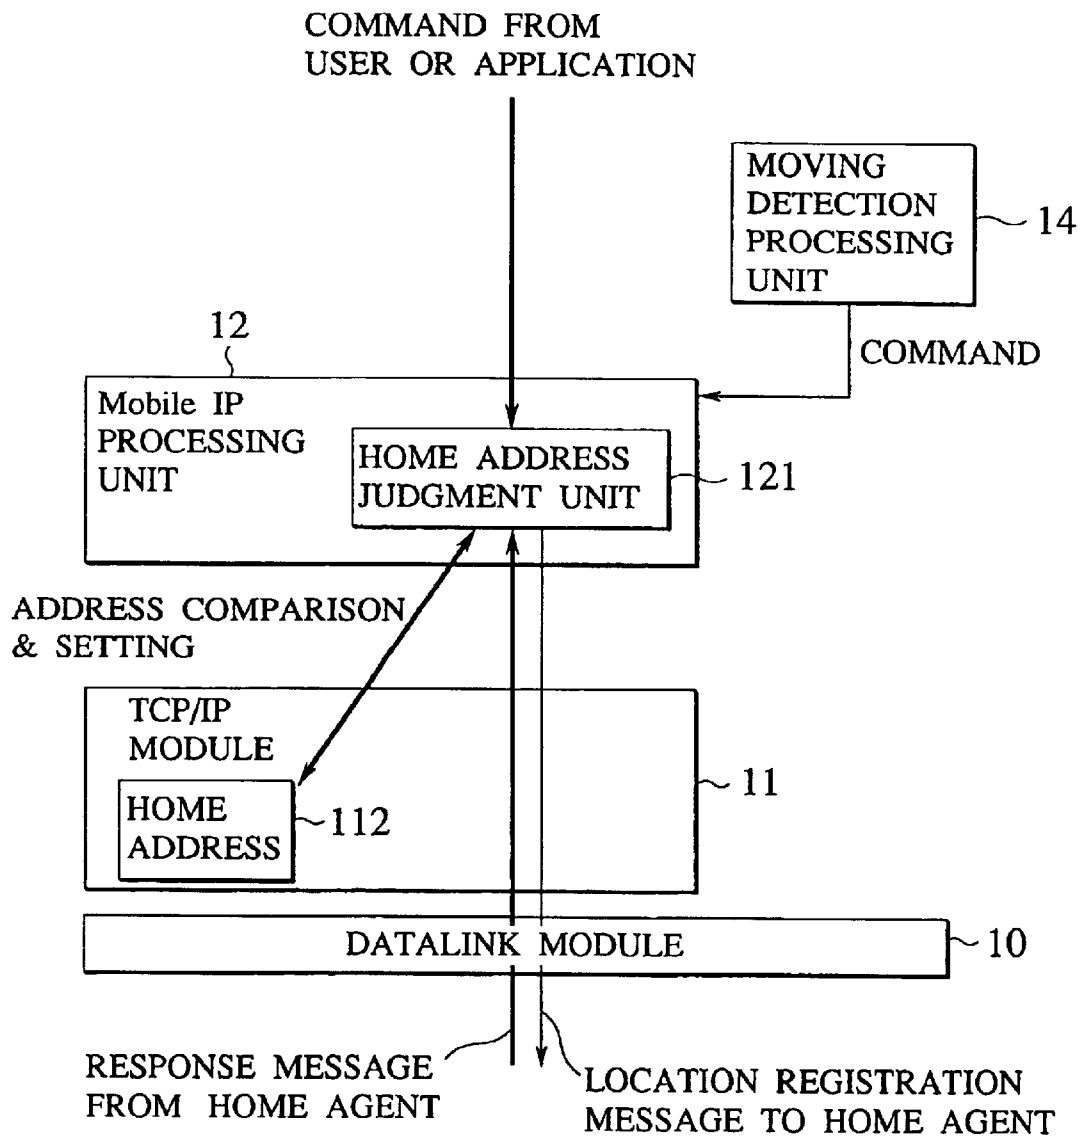 COMMAND FROM
USER OR APPLICATION
MOVING
DETECTION
PROCESSING
UNIT
14
12
COMMAND
Mobile IP
PROCESSING
UNIT
HOME ADDRESS
JUDGMENT UNIT
121
ADDRESS COMPARISON
& SETTING
TCP/IP
MODULE
11
HOME
ADDRESS
112
DATALINK MODULE
10
RESPONSE MESSAGE
FROM HOME AGENT
LOCATION REGISTRATION
MESSAGE TO HOME AGENT